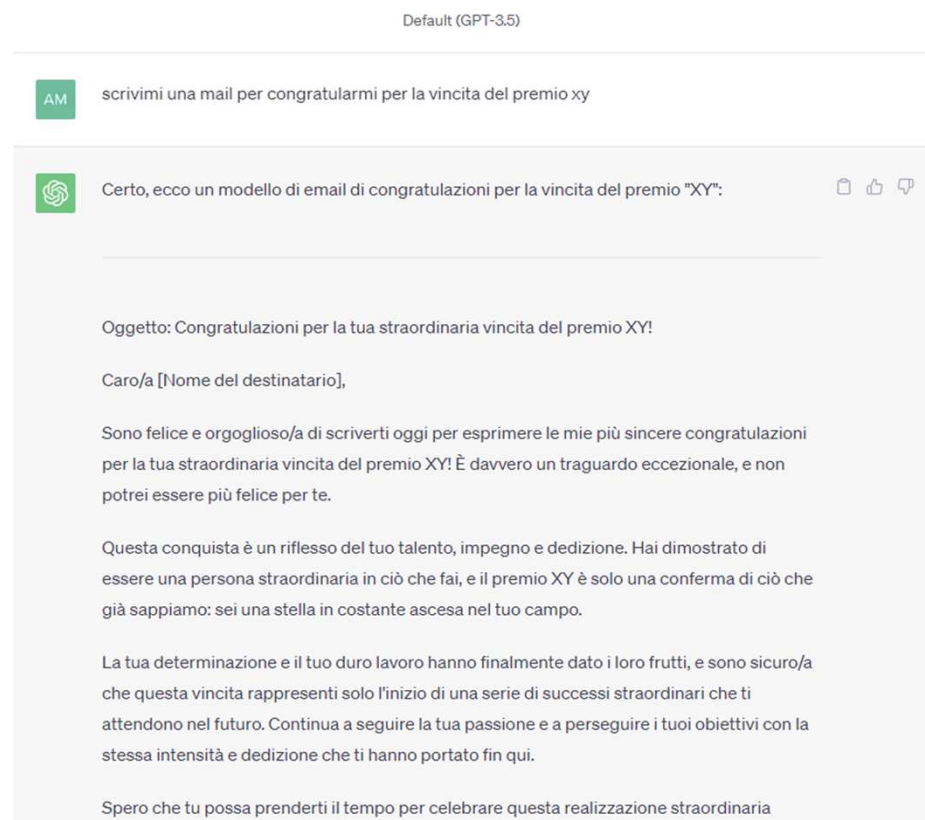 Default (GPT-3.5)
AM
scrivimi una mail per congratularmi per la vincita del premio xy
Certo, ecco un modello di email di congratulazioni per la vincita del premio "XY":
Oggetto: Congratulazioni per la tua straordinaria vincita del premio XY!
Caro/a [Nome del destinatario],
Sono felice e orgoglioso/a di scriverti oggi per esprimere le mie più sincere congratulazioni
per la tua straordinaria vincita del premio XY! È davvero un traguardo eccezionale, e non
potrei essere più felice per te.
Questa conquista è un riflesso del tuo talento, impegno e dedizione. Hai dimostrato di
essere una persona straordinaria in ciò che fai, e il premio XY è solo una conferma di ciò che
già sappiamo: sei una stella in costante ascesa nel tuo campo.
La tua determinazione e il tuo duro lavoro hanno finalmente dato i loro frutti, e sono sicuro/a
che questa vincita rappresenti solo l'inizio di una serie di successi straordinari che ti
attendono nel futuro. Continua a seguire la tua passione e a perseguire i tuoi obiettivi con la
stessa intensità e dedizione che ti hanno portato fin qui.
Spero che tu possa prenderti il tempo per celebrare questa realizzazione straordinaria